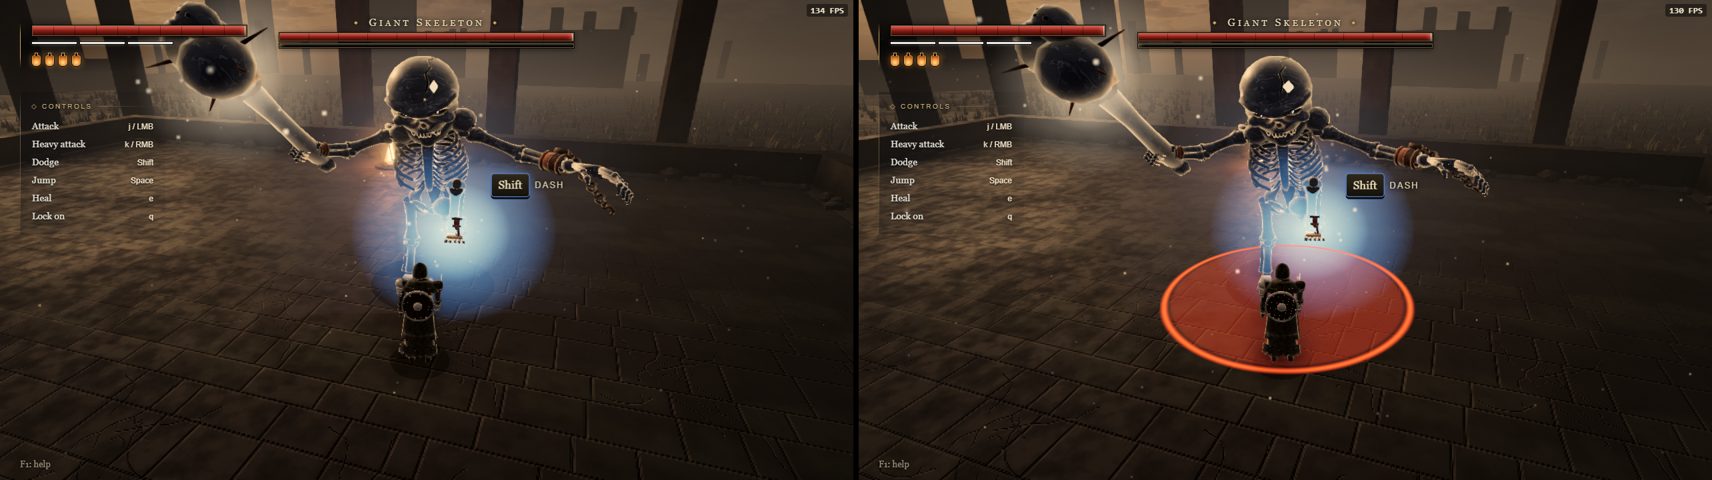 GIANT SKELETON
134 FPS
◇ CONTROLS
Attack j / LMB
Heavy attack k / RMB
Dodge Shift
Jump Space
Heal e
Lock on q
Shift DASH
F1: help
GIANT SKELETON
130 FPS
◇ CONTROLS
Attack j / LMB
Heavy attack k / RMB
Dodge Shift
Jump Space
Heal e
Lock on q
Shift DASH
F1: help